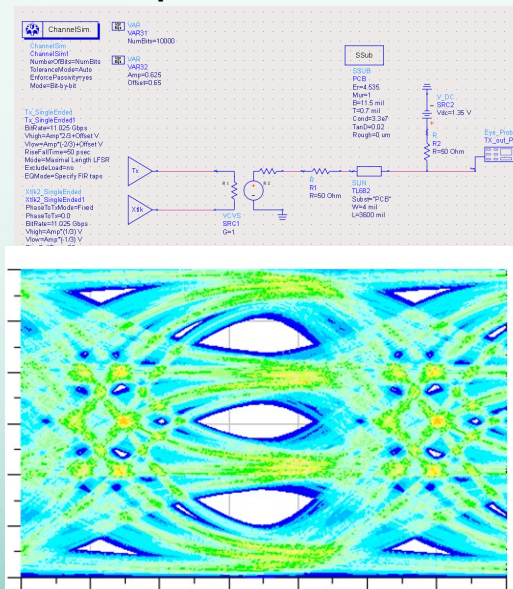 ChannelSim
ChannelSim
ChannelSim1
NumberOfBits=NumBits
ToleranceMode=Auto
EnforcePassivity=yes
Mode=Bit-by-bit
VAR
VAR31
NumBits=10000
VAR
VAR32
Amp=0.625
Offset=0.65
SSub
SSUB
PCB
Er=4.535
Mur=1
B=11.5 mil
T=0.7 mil
Cond=3.3e7
TanD=0.02
Rough=0 um
V_DC
SRC2
Vdc=1.35 V
R
R2
R=50 Ohm
Eye_Prob
TX_out_P
Tx_SingleEnded
Tx_SingleEnded1
BitRate=11.025 Gbps
Vhigh=Amp*2/3+Offset V
Vlow=Amp*(-2/3)+Offset V
RiseFallTime=50 psec
Mode=Maximal Length LFSR
ExcludeLoad=no
EQMode=Specify FIR taps
Tx
Xtlk
VCVS
SRC1
G=1
R
R1
R=50 Ohm
SLIN
TL682
Subst="PCB"
W=4 mil
L=3600 mil
Xtlk2_SingleEnded
Xtlk2_SingleEnded1
PhaseToTxMode=Fixed
PhaseToTx=0.0
BitRate=11.025 Gbps
Vhigh=Amp*(1/3) V
Vlow=Amp*(-1/3) V